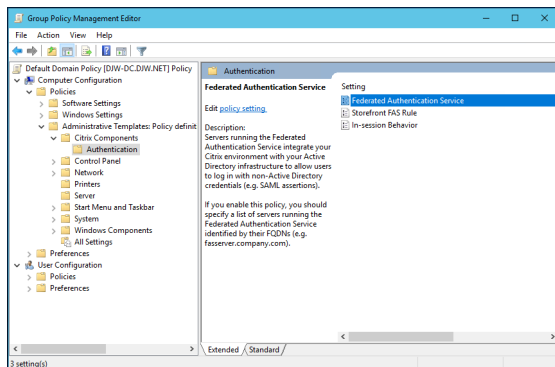 Group Policy Management Editor
File Action View Help
Default Domain Policy [DJW-DC.DJW.NET] Policy
Computer Configuration
Policies
Software Settings
Windows Settings
Administrative Templates: Policy definit
Citrix Components
Authentication
Control Panel
Network
Printers
Server
Start Menu and Taskbar
System
Windows Components
All Settings
Preferences
User Configuration
Policies
Preferences
Authentication
Federated Authentication Service
Edit policy setting
Description:
Servers running the Federated
Authentication Service integrate your
Citrix environment with your Active
Directory infrastructure to allow users
to log in with non-Active Directory
credentials (e.g. SAML assertions).
If you enable this policy, you should
specify a list of servers running the
Federated Authentication Service
identified by their FQDNs (e.g.
fasserver.company.com).
Setting
Federated Authentication Service
Storefront FAS Rule
In-session Behavior
Extended Standard
3 setting(s)